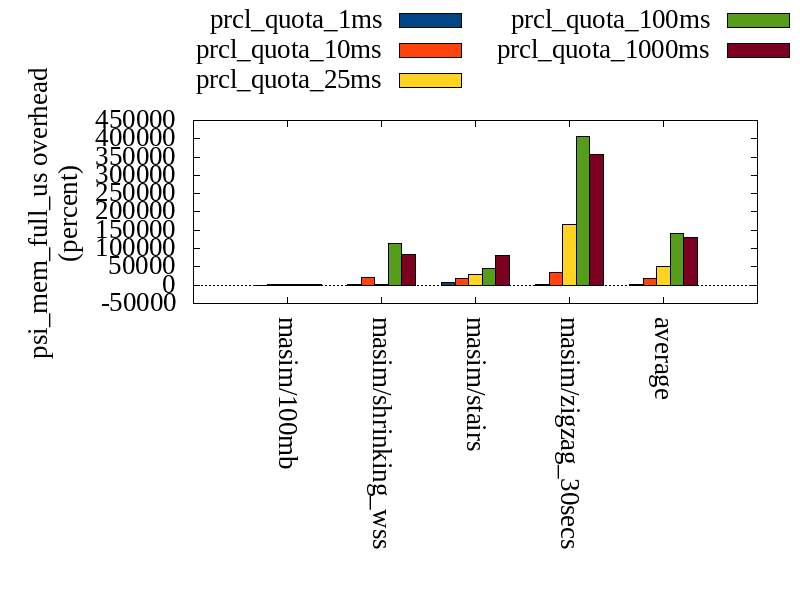 prcl_quota_1ms
prcl_quota_10ms
prcl_quota_25ms
prcl_quota_100ms
prcl_quota_1000ms
psi_mem_full_us overhead
(percent)
450000
400000
350000
300000
250000
200000
150000
100000
50000
0
-50000
masim/100mb
masim/shrinking_wss
masim/stairs
masim/zigzag_30secs
average